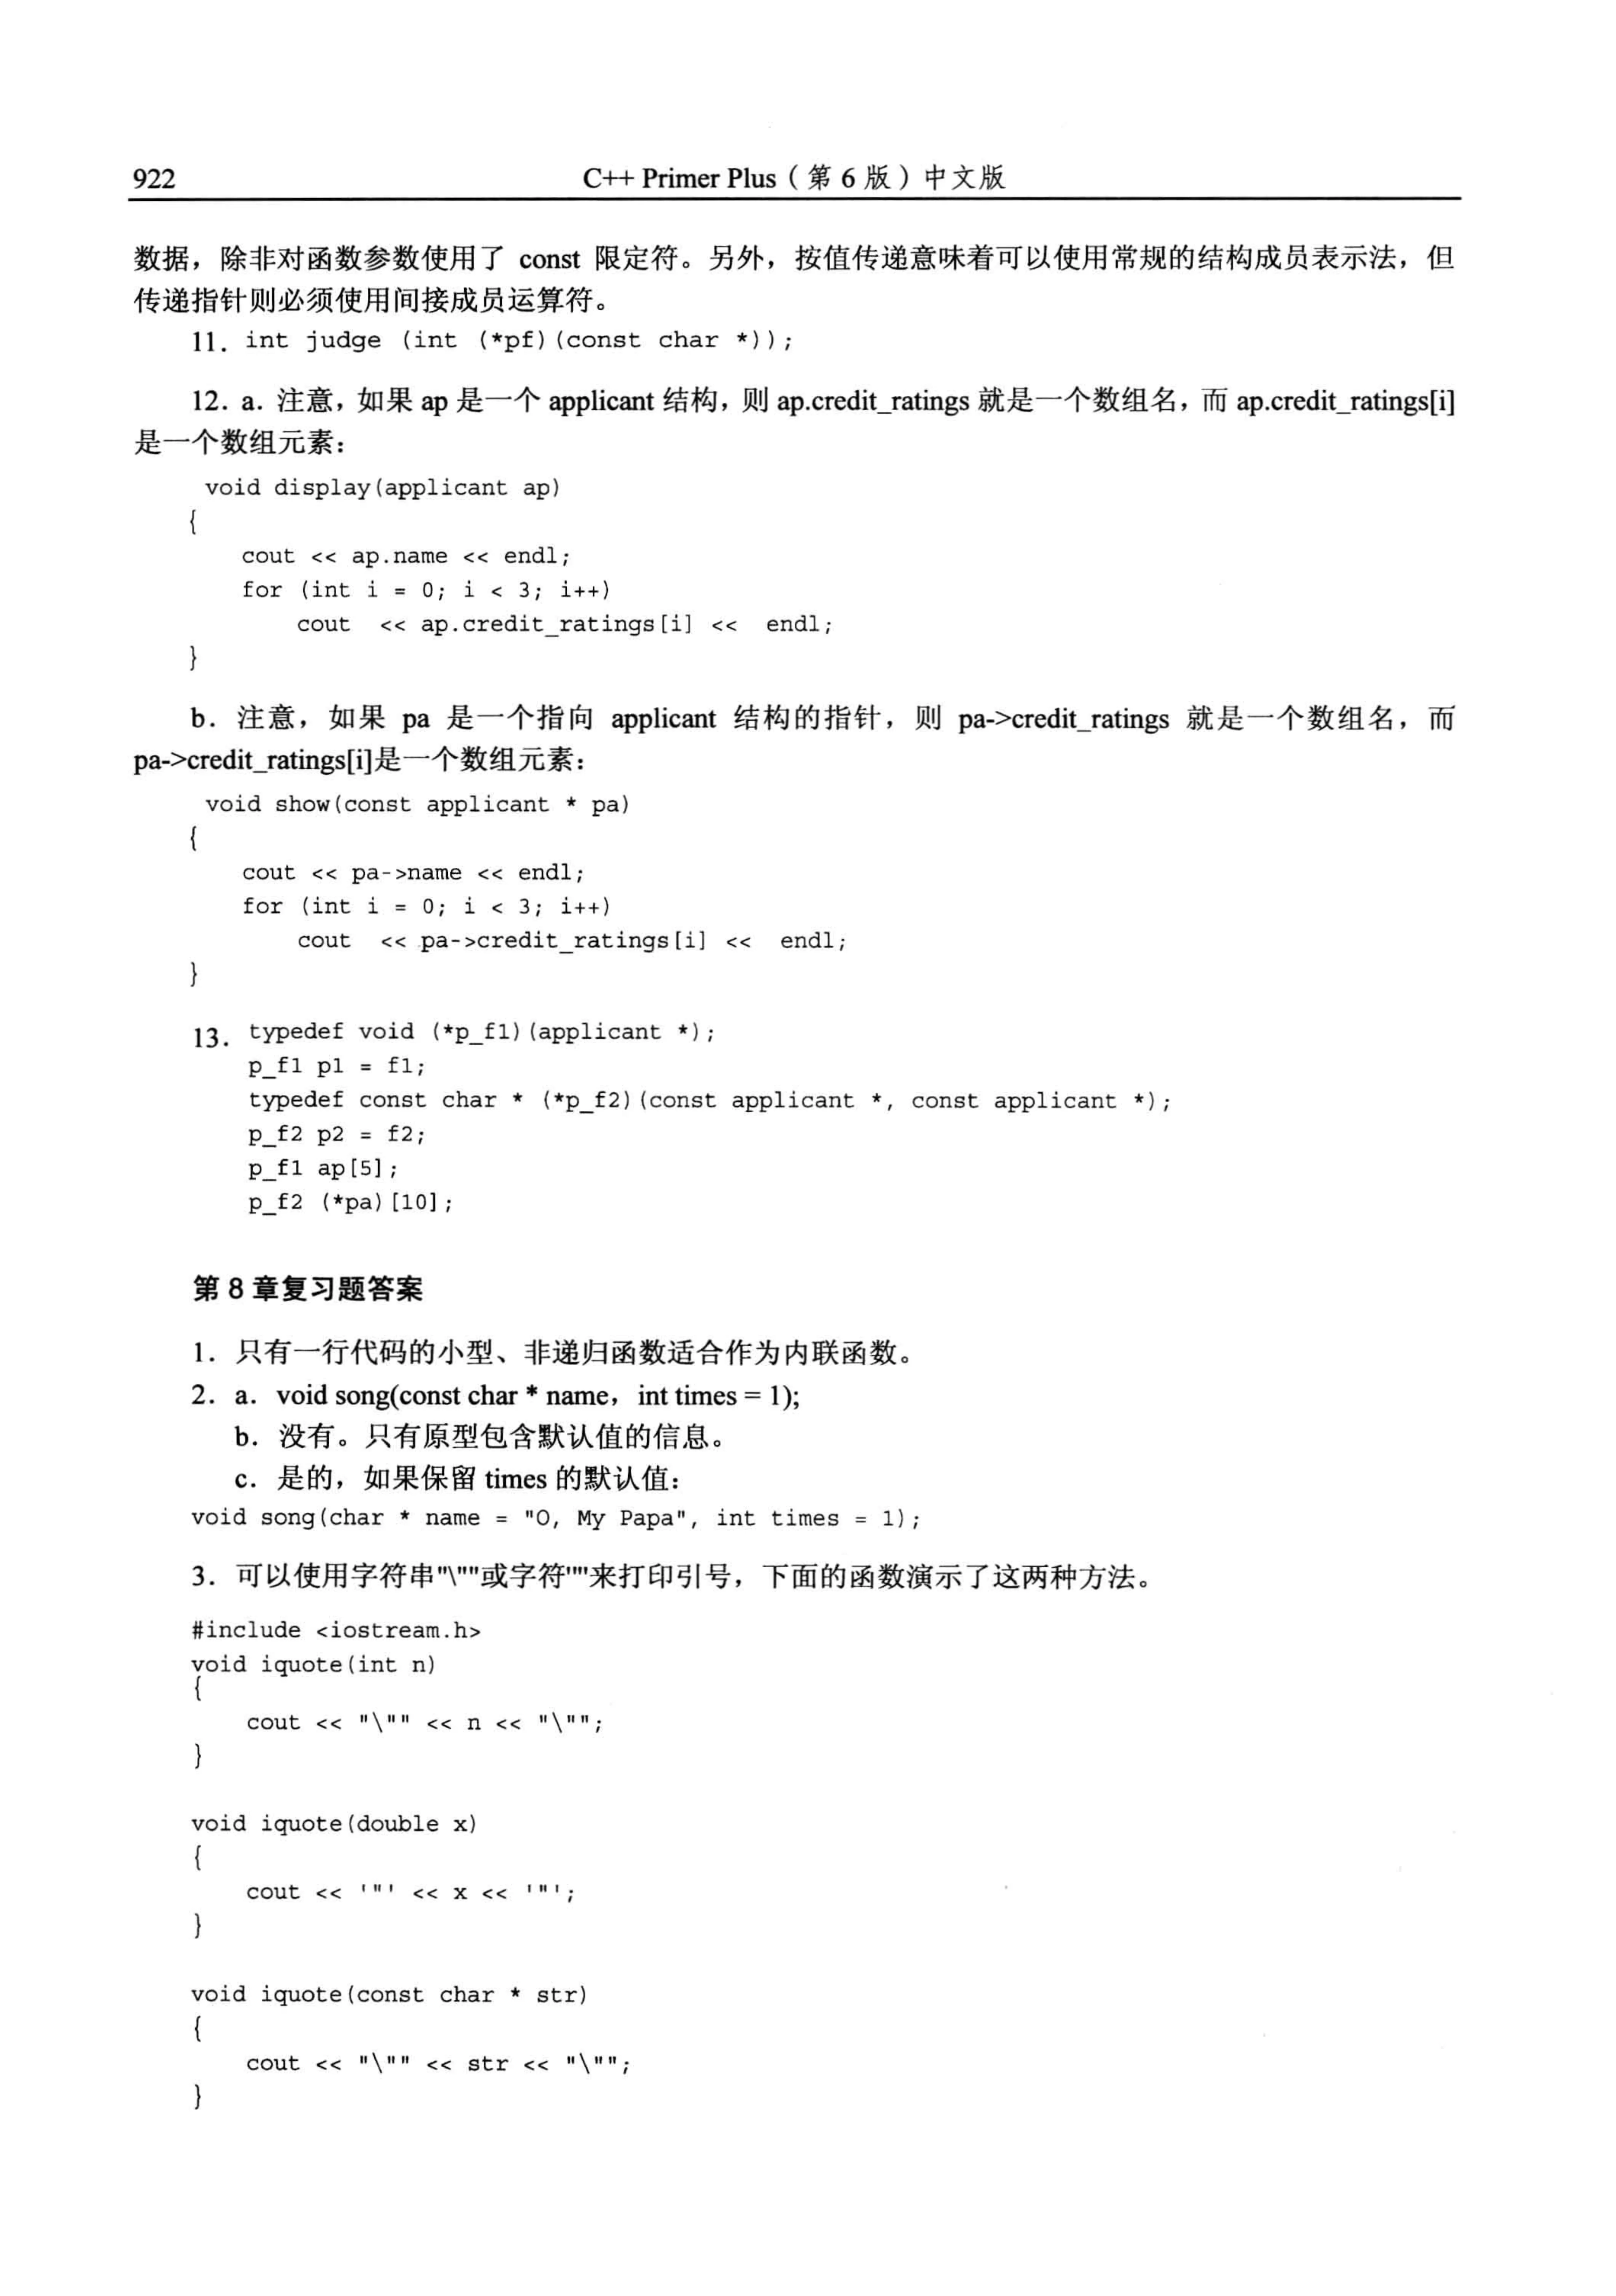 922
C++ Primer Plus（第 6 版）中文版
数据，除非对函数参数使用了 const 限定符。另外，按值传递意味着可以使用常规的结构成员表示法，但
传递指针则必须使用间接成员运算符。
11. int judge (int (*pf)(const char *));
12. a. 注意，如果 ap 是一个 applicant 结构，则 ap.credit_ratings 就是一个数组名，而 ap.credit_ratings[i]
是一个数组元素：
void display(applicant ap)
{
    cout << ap.name << endl;
    for (int i = 0; i < 3; i++)
        cout  << ap.credit_ratings[i] <<  endl;
}
b. 注意，如果 pa 是一个指向 applicant 结构的指针，则 pa->credit_ratings 就是一个数组名，而
pa->credit_ratings[i]是一个数组元素：
void show(const applicant * pa)
{
    cout << pa->name << endl;
    for (int i = 0; i < 3; i++)
        cout  << pa->credit_ratings[i] <<  endl;
}
13. typedef void (*p_f1)(applicant *);
p_f1 p1 = f1;
typedef const char * (*p_f2)(const applicant *, const applicant *);
p_f2 p2 = f2;
p_f1 ap[5];
p_f2 (*pa)[10];
第 8 章复习题答案
1. 只有一行代码的小型、非递归函数适合作为内联函数。
2. a. void song(const char * name，int times = 1);
b. 没有。只有原型包含默认值的信息。
c. 是的，如果保留 times 的默认值：
void song(char * name = "O, My Papa", int times = 1);
3. 可以使用字符串"\""或字符'"'来打印引号，下面的函数演示了这两种方法。
#include <iostream.h>
void iquote(int n)
{
    cout << "\"" << n << "\"";
}
void iquote(double x)
{
    cout << '"' << x << '"';
}
void iquote(const char * str)
{
    cout << "\"" << str << "\"";
}